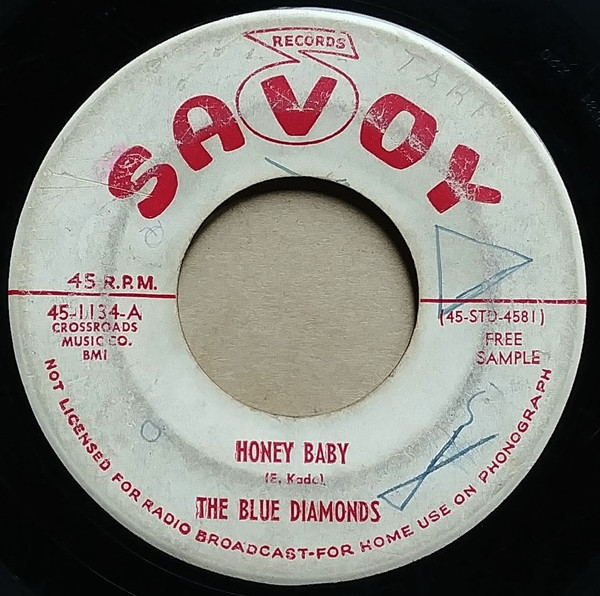 RECORDS
SAVOY
45 R.P.M.
45-1134-A
CROSSROADS
MUSIC CO.
BMI
(45-STD-4581)
FREE
SAMPLE
HONEY BABY
THE BLUE DIAMONDS
NOT LICENSED FOR RADIO BROADCAST-FOR HOME USE ON PHONOGRAPH